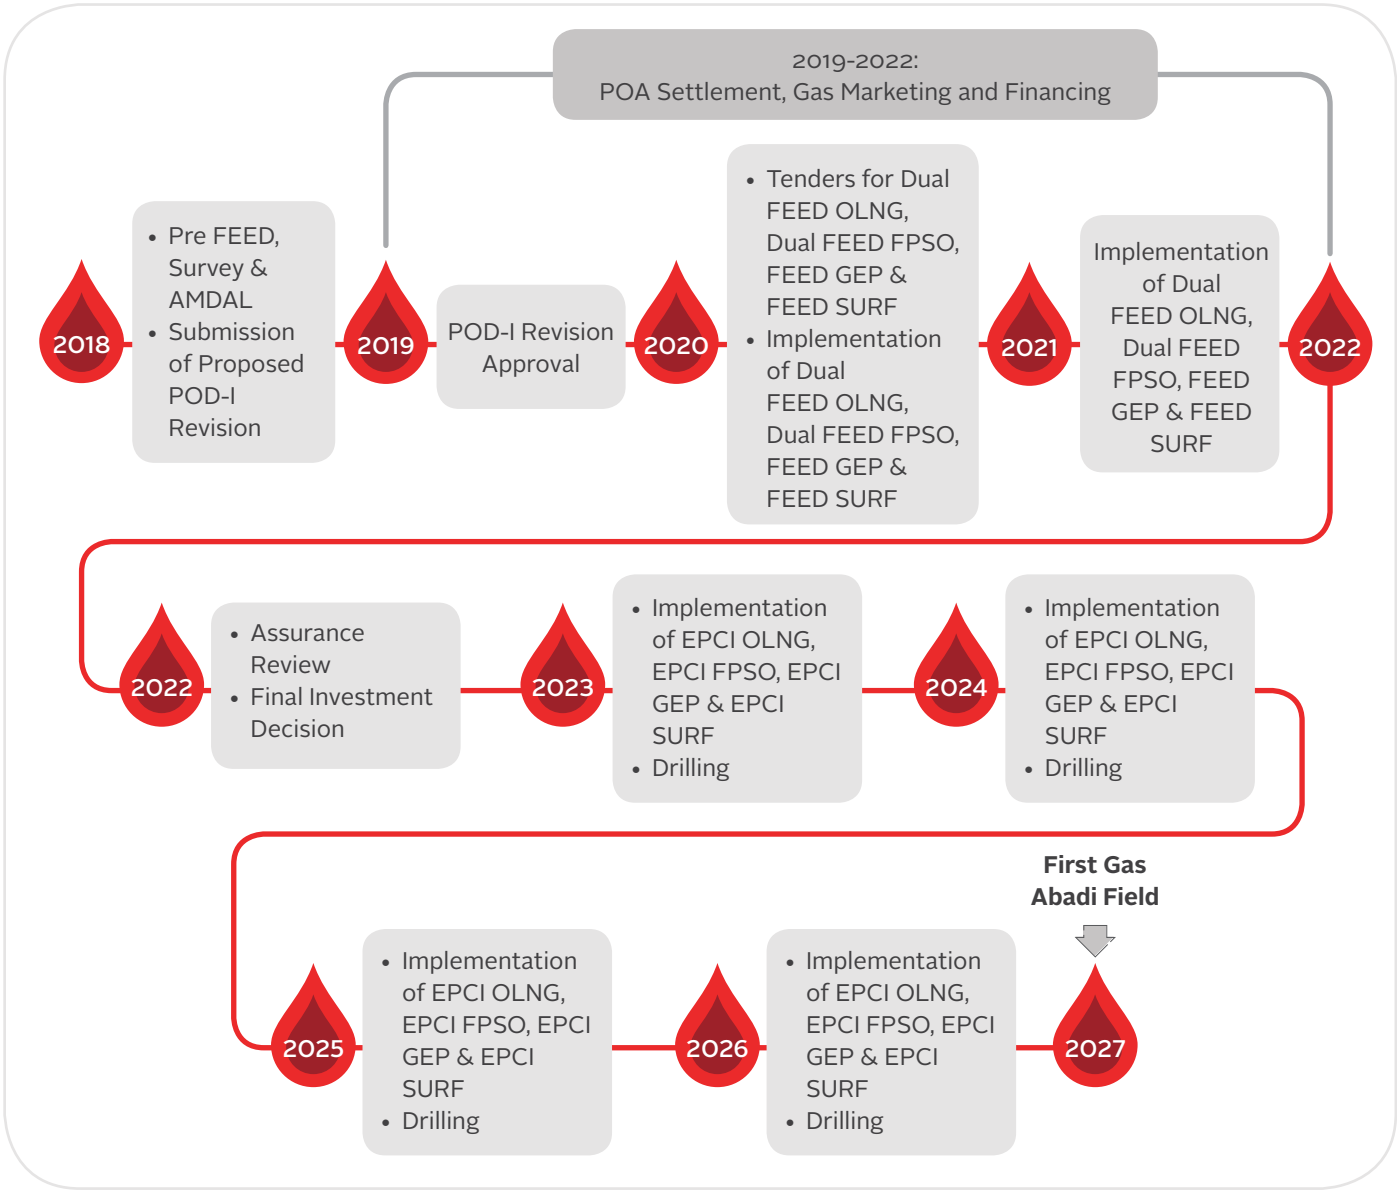 2019-2022:
POA Settlement, Gas Marketing and Financing
2018
• Pre FEED,
Survey &
AMDAL
• Submission
of Proposed
POD-I
Revision
2019
POD-I Revision
Approval
2020
• Tenders for Dual
FEED OLNG,
Dual FEED FPSO,
FEED GEP &
FEED SURF
• Implementation
of Dual
FEED OLNG,
Dual FEED FPSO,
FEED GEP &
FEED SURF
2021
Implementation
of Dual
FEED OLNG,
Dual FEED
FPSO, FEED
GEP & FEED
SURF
2022
2022
• Assurance
Review
• Final Investment
Decision
2023
• Implementation
of EPCI OLNG,
EPCI FPSO, EPCI
GEP & EPCI
SURF
• Drilling
2024
• Implementation
of EPCI OLNG,
EPCI FPSO, EPCI
GEP & EPCI
SURF
• Drilling
2025
• Implementation
of EPCI OLNG,
EPCI FPSO, EPCI
GEP & EPCI
SURF
• Drilling
2026
• Implementation
of EPCI OLNG,
EPCI FPSO, EPCI
GEP & EPCI
SURF
• Drilling
First Gas
Abadi Field
2027